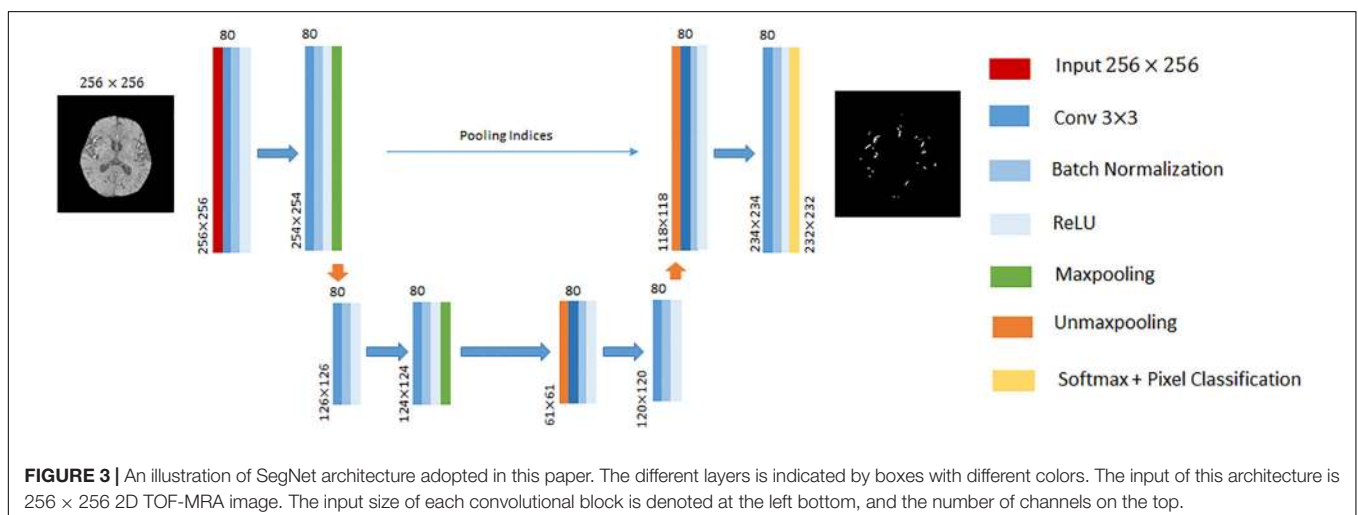 80
80
80
80
256 × 256
Pooling Indices
256×256
254×254
118×118
234×234
232×232
80
80
80
80
126×126
124×124
61×61
120×120
Input 256 × 256
Conv 3×3
Batch Normalization
ReLU
Maxpooling
Unmaxpooling
Softmax + Pixel Classification
FIGURE 3 | An illustration of SegNet architecture adopted in this paper. The different layers is indicated by boxes with different colors. The input of this architecture is
256 × 256 2D TOF-MRA image. The input size of each convolutional block is denoted at the left bottom, and the number of channels on the top.